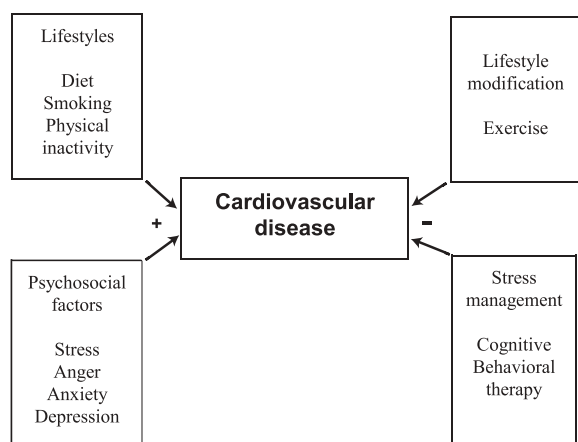 Lifestyles
Diet
Smoking
Physical
inactivity
Lifestyle
modification
Exercise
Cardiovascular
disease
+
-
Psychosocial
factors
Stress
Anger
Anxiety
Depression
Stress
management
Cognitive
Behavioral
therapy